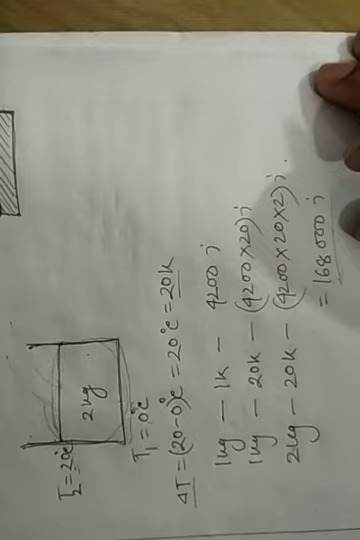 T₂=20°c
2kg
T₁=0°c
ΔT=(20-0)°c=20°c=20K
1kg – 1K – 4200 j
1kg – 20K – (4200×20) j
2kg – 20K – (4200×20×2) j.
= 168000 j